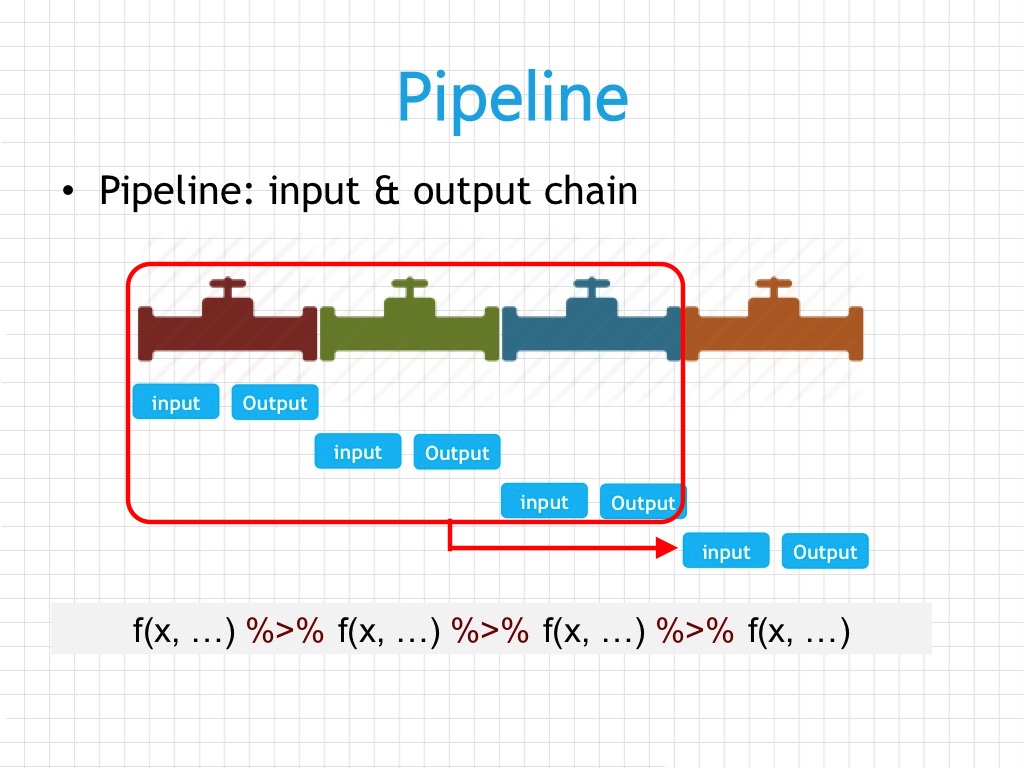 Pipeline
• Pipeline: input & output chain
input Output
input Output
input Output
input Output
f(x, …) %>% f(x, …) %>% f(x, …) %>% f(x, …)